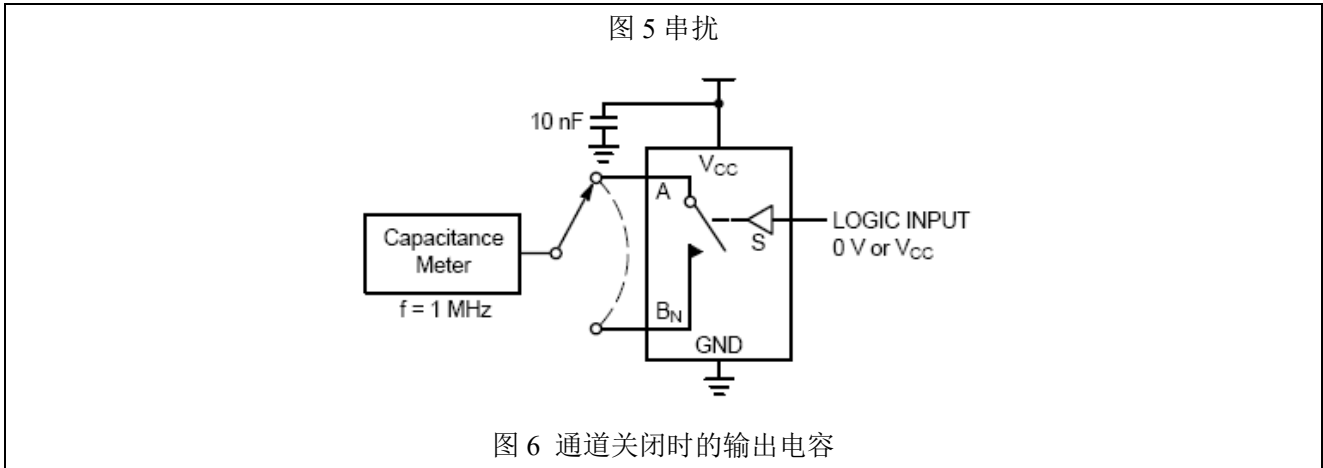 图 5 串扰
10 nF
VCC
A
Capacitance
Meter
S
LOGIC INPUT
0 V or VCC
f = 1 MHz
BN
GND
图 6 通道关闭时的输出电容